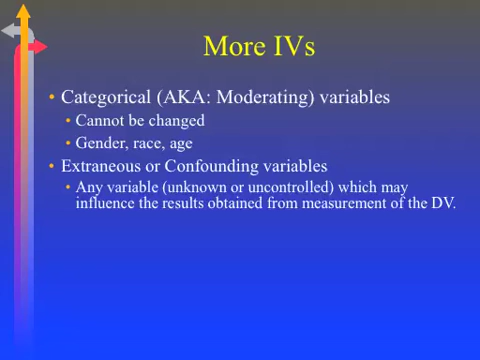 More IVs
• Categorical (AKA: Moderating) variables
• Cannot be changed
• Gender, race, age
• Extraneous or Confounding variables
• Any variable (unknown or uncontrolled) which may
influence the results obtained from measurement of the DV.